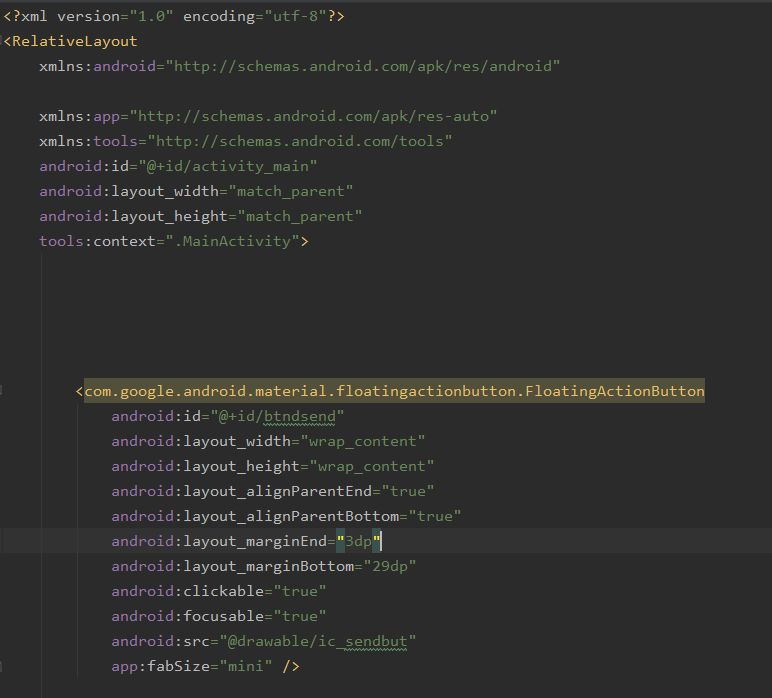 <?xml version="1.0" encoding="utf-8"?>
<RelativeLayout
xmlns:android="http://schemas.android.com/apk/res/android"
xmlns:app="http://schemas.android.com/apk/res-auto"
xmlns:tools="http://schemas.android.com/tools"
android:id="@+id/activity_main"
android:layout_width="match_parent"
android:layout_height="match_parent"
tools:context=".MainActivity">
<com.google.android.material.floatingactionbutton.FloatingActionButton
android:id="@+id/btndsend"
android:layout_width="wrap_content"
android:layout_height="wrap_content"
android:layout_alignParentEnd="true"
android:layout_alignParentBottom="true"
android:layout_marginEnd="3dp"
android:layout_marginBottom="29dp"
android:clickable="true"
android:focusable="true"
android:src="@drawable/ic_sendbut"
app:fabSize="mini" />